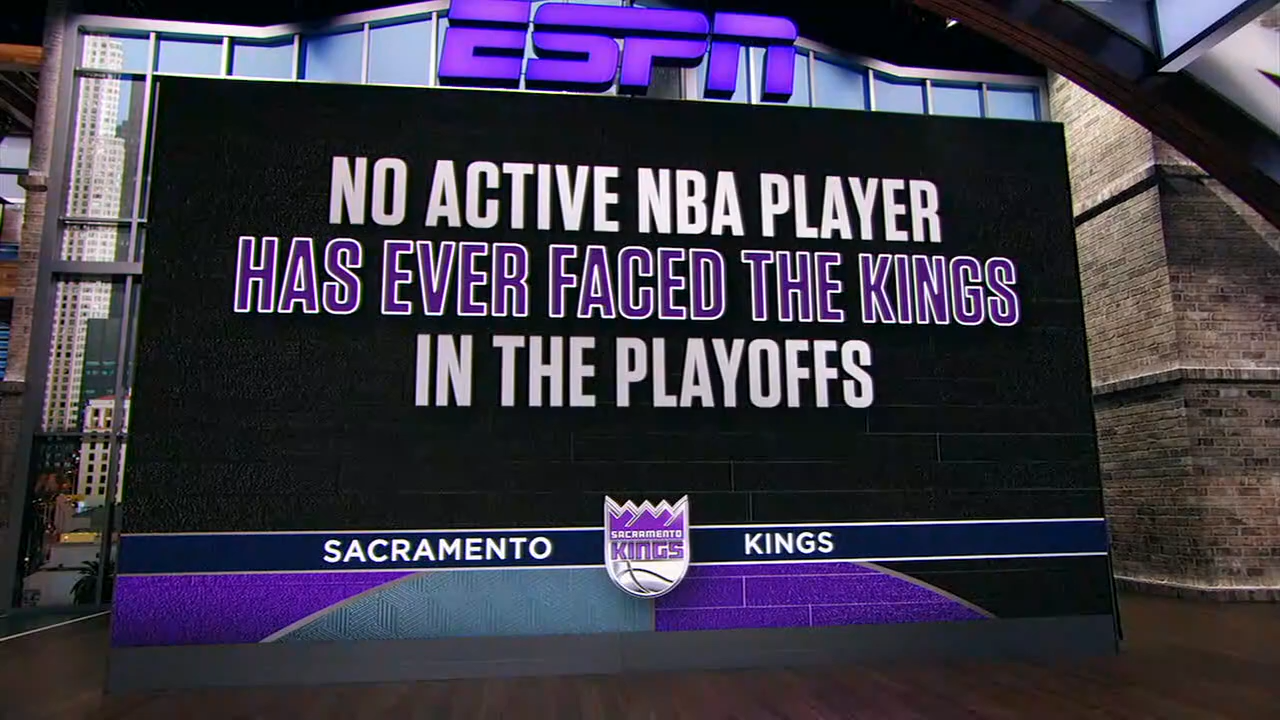 ESPN
NO ACTIVE NBA PLAYER
HAS EVER FACED THE KINGS
IN THE PLAYOFFS
SACRAMENTO
SACRAMENTO
KINGS
KINGS